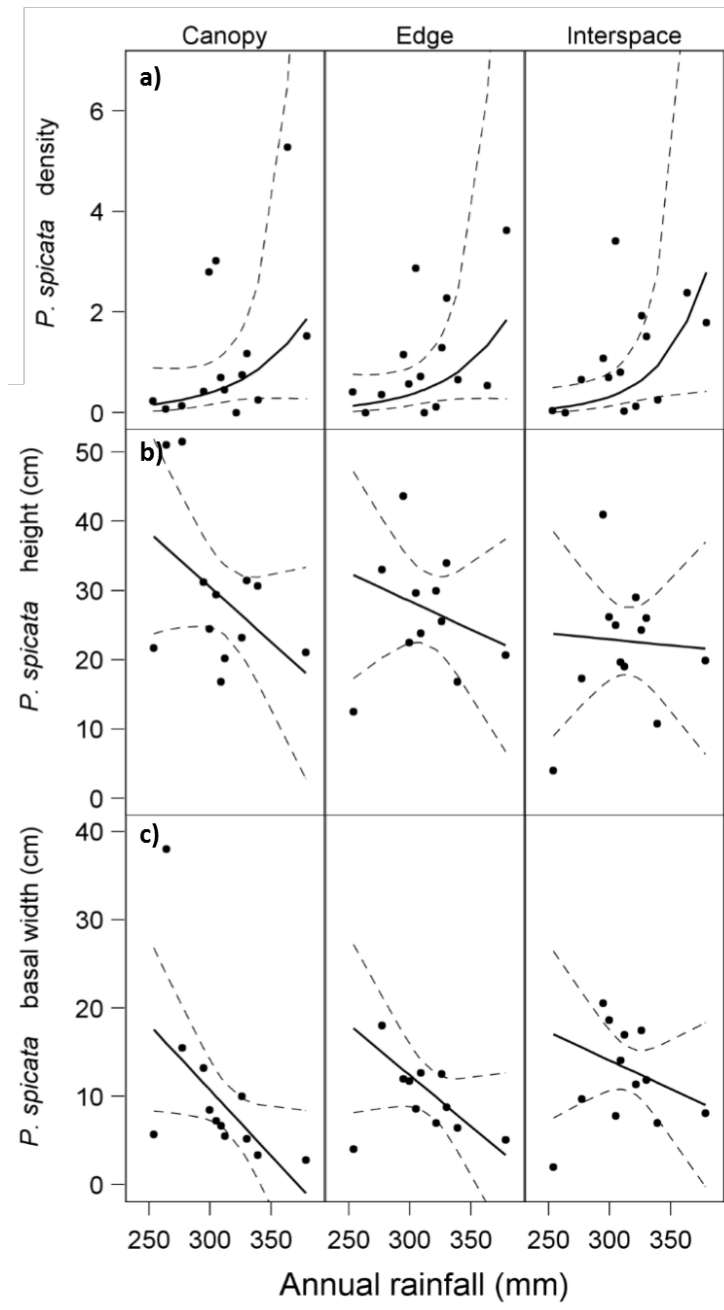 Canopy Edge Interspace
a)
P. spicata density
6
4
2
0
b)
P. spicata height (cm)
50
40
30
20
10
0
c)
P. spicata basal width (cm)
40
30
20
10
0
250 300 350 250 300 350 250 300 350
Annual rainfall (mm)